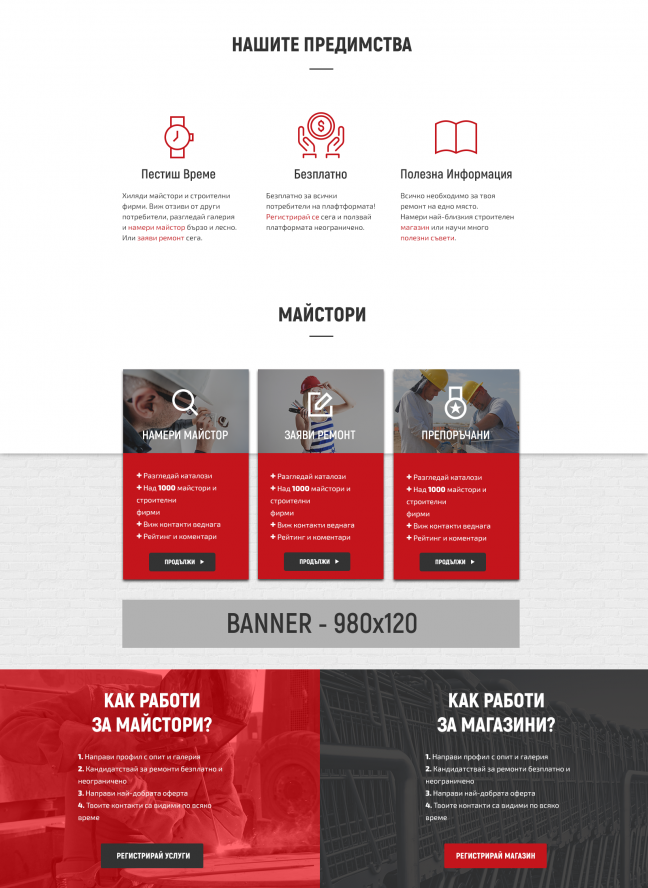 НАШИТЕ ПРЕДИМСТВА
Пестиш Време
Хиляди майстори и строителни
фирми. Виж отзиви от други
потребители, разгледай галерия
и намери майстор бързо и лесно.
Или заяви ремонт сега.
Безплатно
Безплатно за всички
потребители на плафтформата!
Регистрирай се сега и ползвай
платформата неограничено.
Полезна Информация
Всичко необходимо за твоя
ремонт на едно място.
Намери най-близкия строителен
магазин или научи много
полезни съвети.
МАЙСТОРИ
НАМЕРИ МАЙСТОР
+ Разгледай каталози
+ Над 1000 майстори и
строителни
фирми
+ Виж контакти веднага
+ Рейтинг и коментари
ПРОДЪЛЖИ
ЗАЯВИ РЕМОНТ
+ Разгледай каталози
+ Над 1000 майстори и
строителни
фирми
+ Виж контакти веднага
+ Рейтинг и коментари
ПРОДЪЛЖИ
ПРЕПОРЪЧАНИ
+ Разгледай каталози
+ Над 1000 майстори и
строителни
фирми
+ Виж контакти веднага
+ Рейтинг и коментари
ПРОДЪЛЖИ
BANNER - 980x120
КАК РАБОТИ
ЗА МАЙСТОРИ?
1. Направи профил с опит и галерия
2. Кандидатствай за ремонти безплатно и
неограничено
3. Направи най-добрата оферта
4. Твоите контакти са видими по всяко
време
РЕГИСТРИРАЙ УСЛУГИ
КАК РАБОТИ
ЗА МАГАЗИНИ?
1. Направи профил с опит и галерия
2. Кандидатствай за ремонти безплатно и
неограничено
3. Направи най-добрата оферта
4. Твоите контакти са видими по всяко
време
РЕГИСТРИРАЙ МАГАЗИН